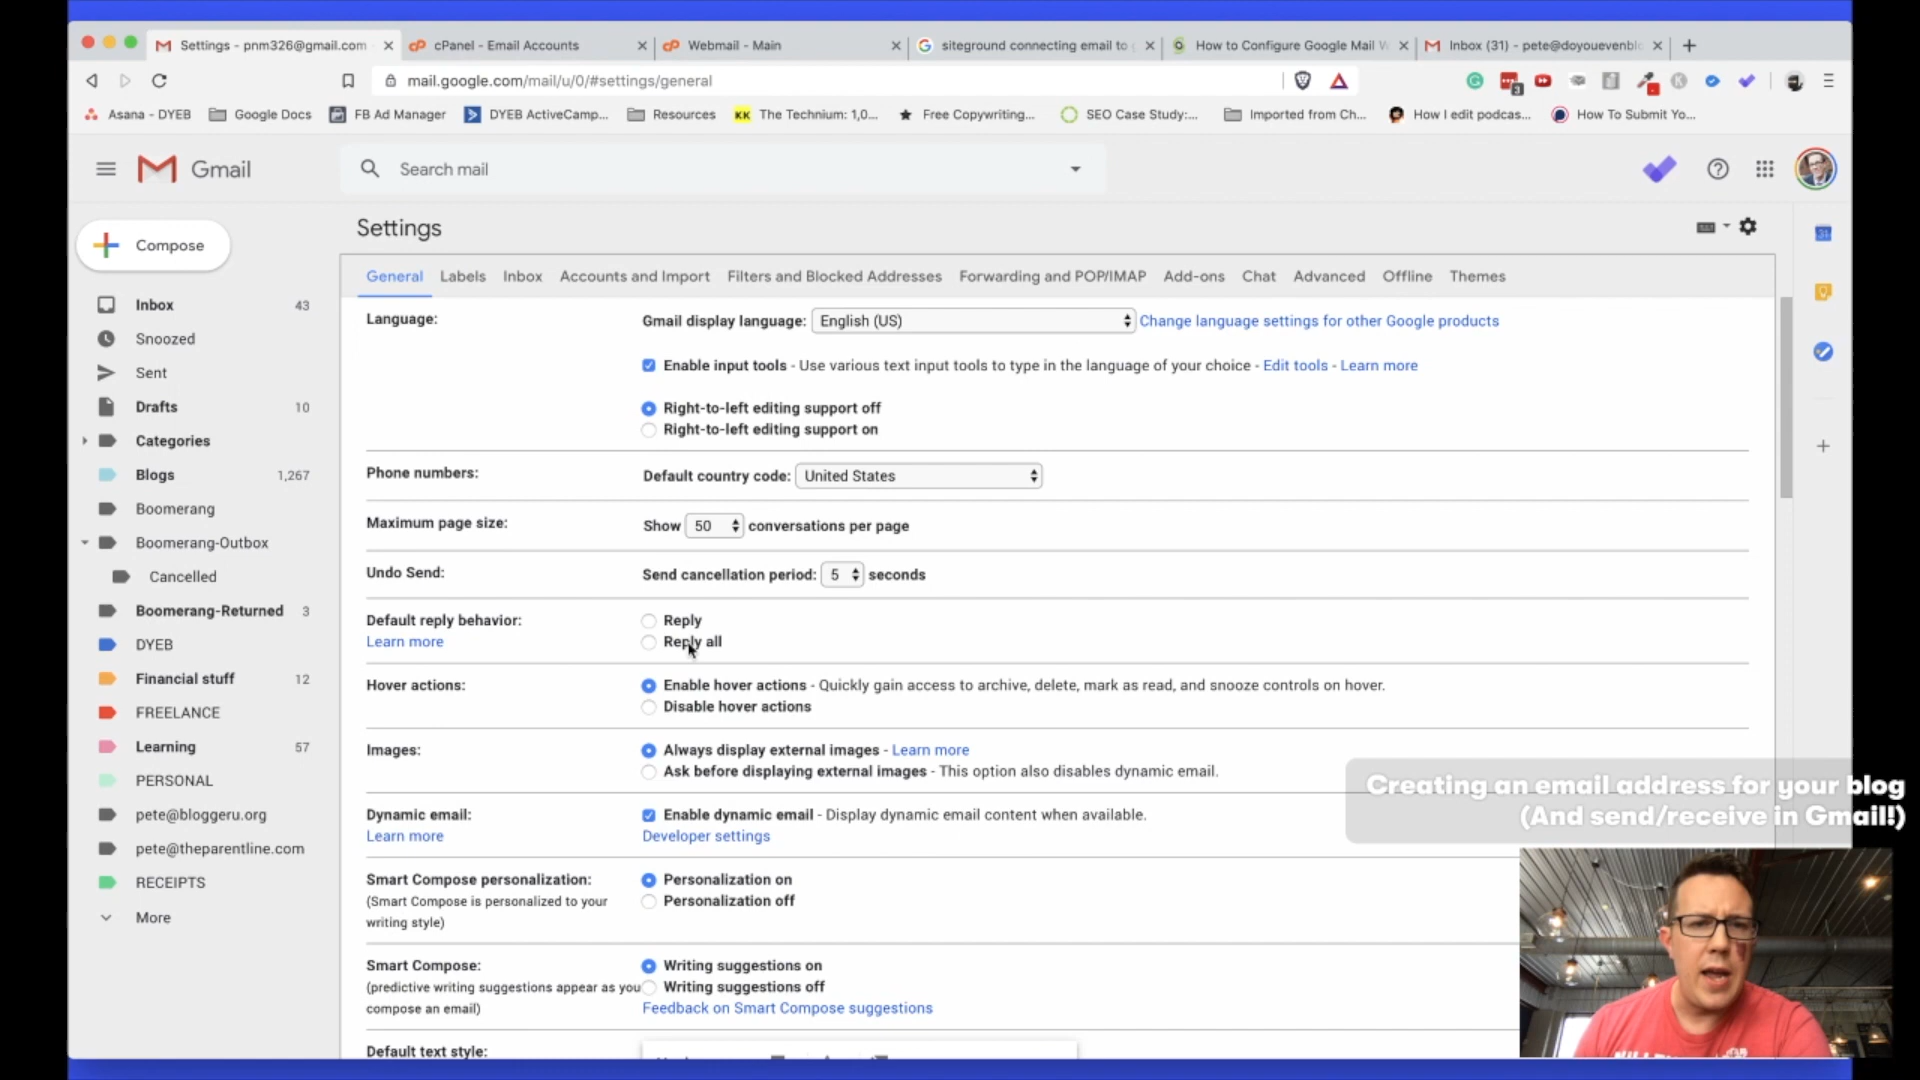 Settings - pnm326@gmail.com
cPanel - Email Accounts
Webmail - Main
siteground connecting email to g
How to Configure Google Mail W
Inbox (31) - pete@doyouevenblo
mail.google.com/mail/u/0/#settings/general
3
Asana - DYEB
Google Docs
FB Ad Manager
DYEB ActiveCamp...
Resources
KK
The Technium: 1,0...
Free Copywriting...
SEO Case Study:...
Imported from Ch...
How I edit podcas...
How To Submit Yo...
Gmail
Search mail
Settings
Compose
31
General
Labels
Inbox
Accounts and Import
Filters and Blocked Addresses
Forwarding and POP/IMAP
Add-ons
Chat
Advanced
Offline
Themes
Inbox 43
Snoozed
Sent
Drafts 10
Categories
Blogs 1,267
Boomerang
Boomerang-Outbox
Cancelled
Boomerang-Returned 3
DYEB
Financial stuff 12
FREELANCE
Learning 57
PERSONAL
pete@bloggeru.org
pete@theparentline.com
RECEIPTS
More
Language:
Gmail display language: English (US) Change language settings for other Google products
Enable input tools - Use various text input tools to type in the language of your choice - Edit tools - Learn more
Right-to-left editing support off
Right-to-left editing support on
Phone numbers:
Default country code: United States
Maximum page size:
Show 50 conversations per page
Undo Send:
Send cancellation period: 5 seconds
Default reply behavior:
Learn more
Reply
Reply all
Hover actions:
Enable hover actions - Quickly gain access to archive, delete, mark as read, and snooze controls on hover.
Disable hover actions
Images:
Always display external images - Learn more
Ask before displaying external images - This option also disables dynamic email.
Dynamic email:
Learn more
Enable dynamic email - Display dynamic email content when available.
Developer settings
Smart Compose personalization:
(Smart Compose is personalized to your
writing style)
Personalization on
Personalization off
Smart Compose:
(predictive writing suggestions appear as you
compose an email)
Writing suggestions on
Writing suggestions off
Feedback on Smart Compose suggestions
Default text style:
Creating an email address for your blog
(And send/receive in Gmail!)